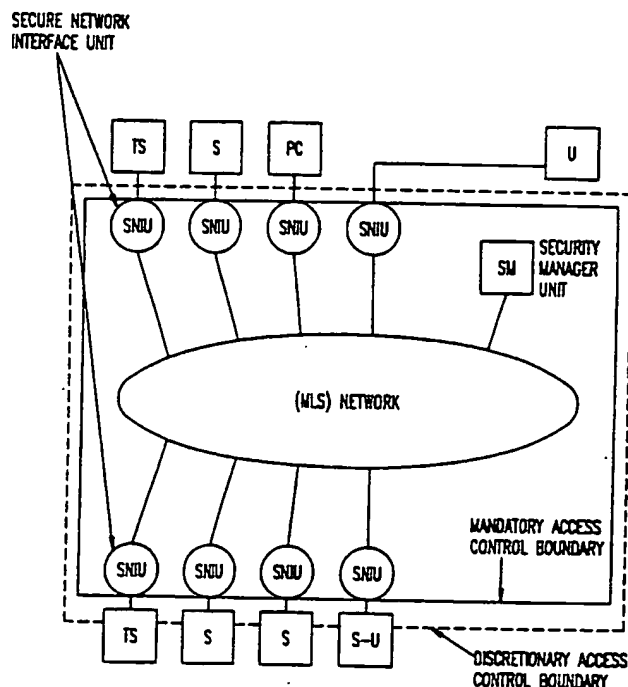 SECURE NETWORK
INTERFACE UNIT
TS
S
PC
U
SNIU
SNIU
SNIU
SNIU
SM
SECURITY
MANAGER
UNIT
(MLS) NETWORK
MANDATORY ACCESS
CONTROL BOUNDARY
SNIU
SNIU
SNIU
SNIU
TS
S
S
S-U
DISCRETIONARY ACCESS
CONTROL BOUNDARY